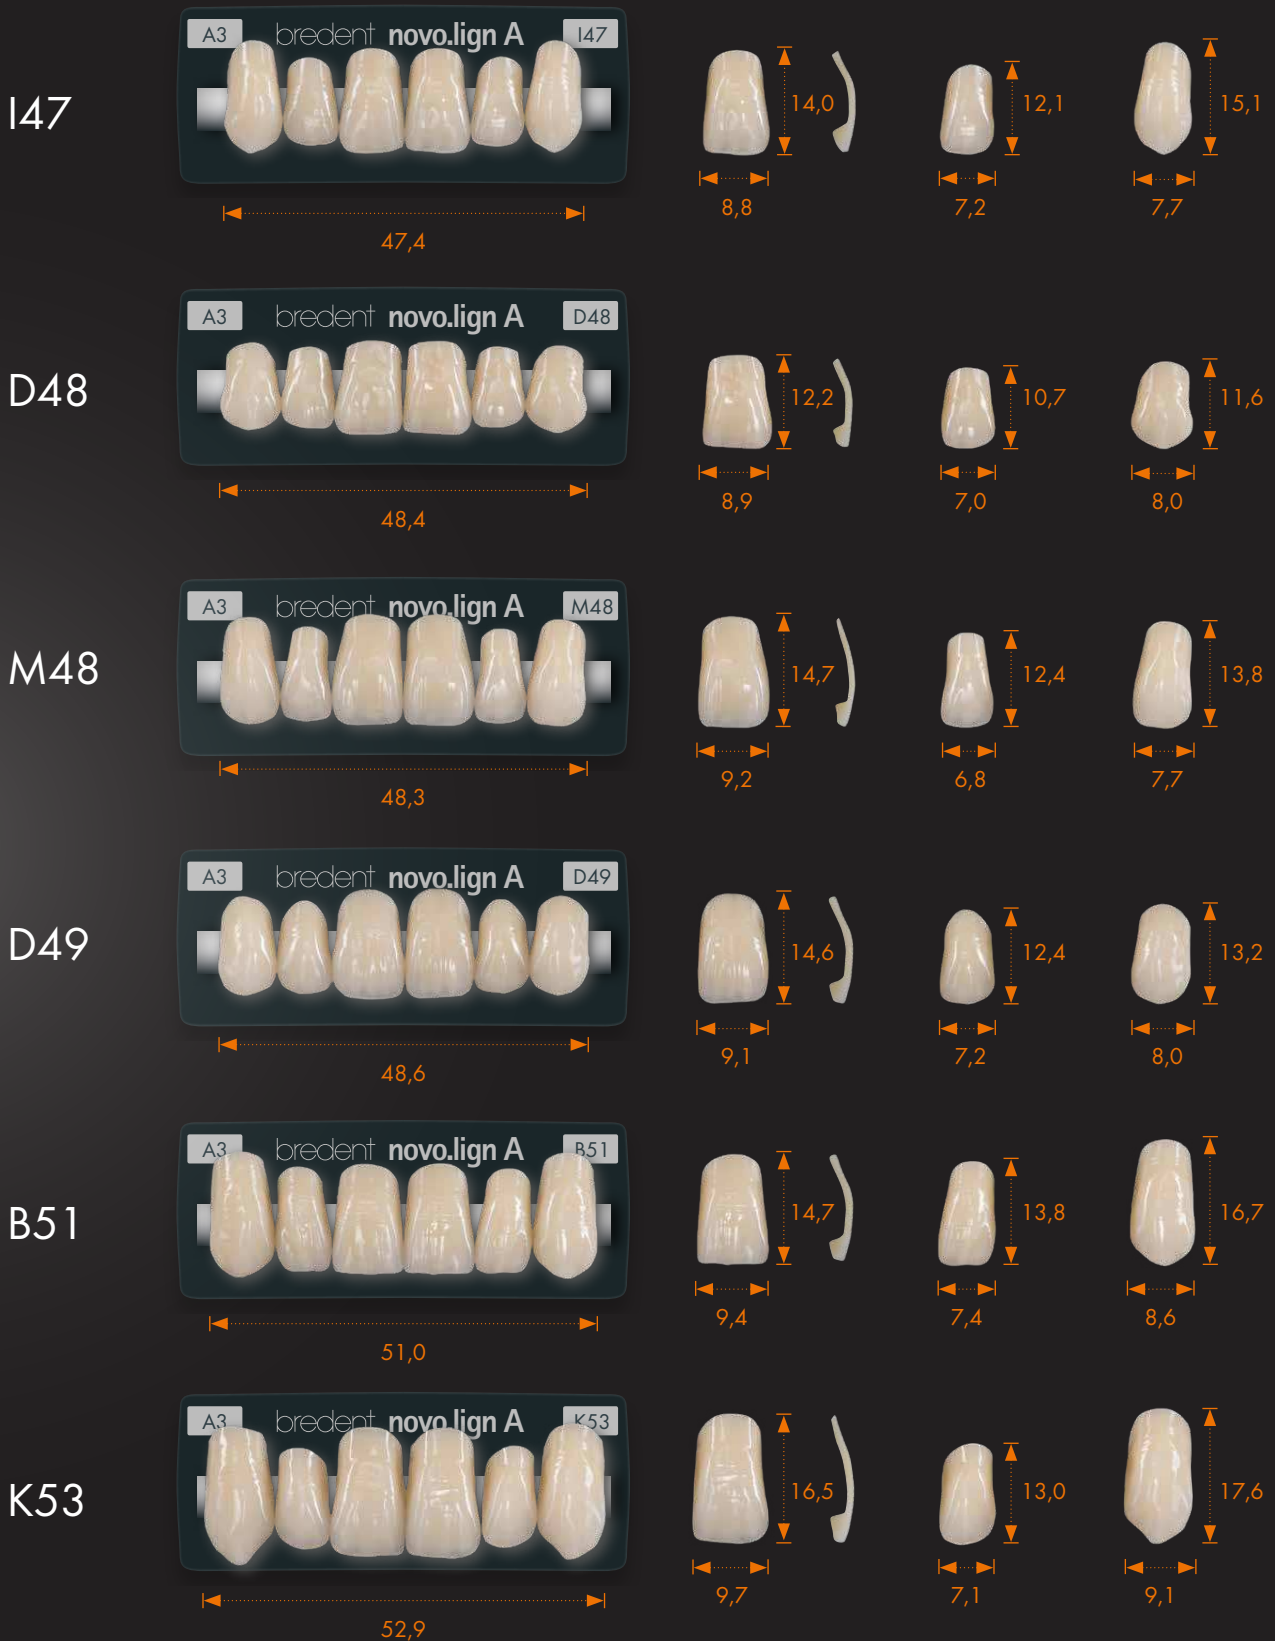 A3 bredent novo.lign A I47
I47
14,0 12,1 15,1
8,8 7,2 7,7
47,4
A3 bredent novo.lign A D48
D48
12,2 10,7 11,6
8,9 7,0 8,0
48,4
A3 bredent novo.lign A M48
M48
14,7 12,4 13,8
9,2 6,8 7,7
48,3
A3 bredent novo.lign A D49
D49
14,6 12,4 13,2
9,1 7,2 8,0
48,6
A3 bredent novo.lign A B51
B51
14,7 13,8 16,7
9,4 7,4 8,6
51,0
A3 bredent novo.lign A K53
K53
16,5 13,0 17,6
9,7 7,1 9,1
52,9